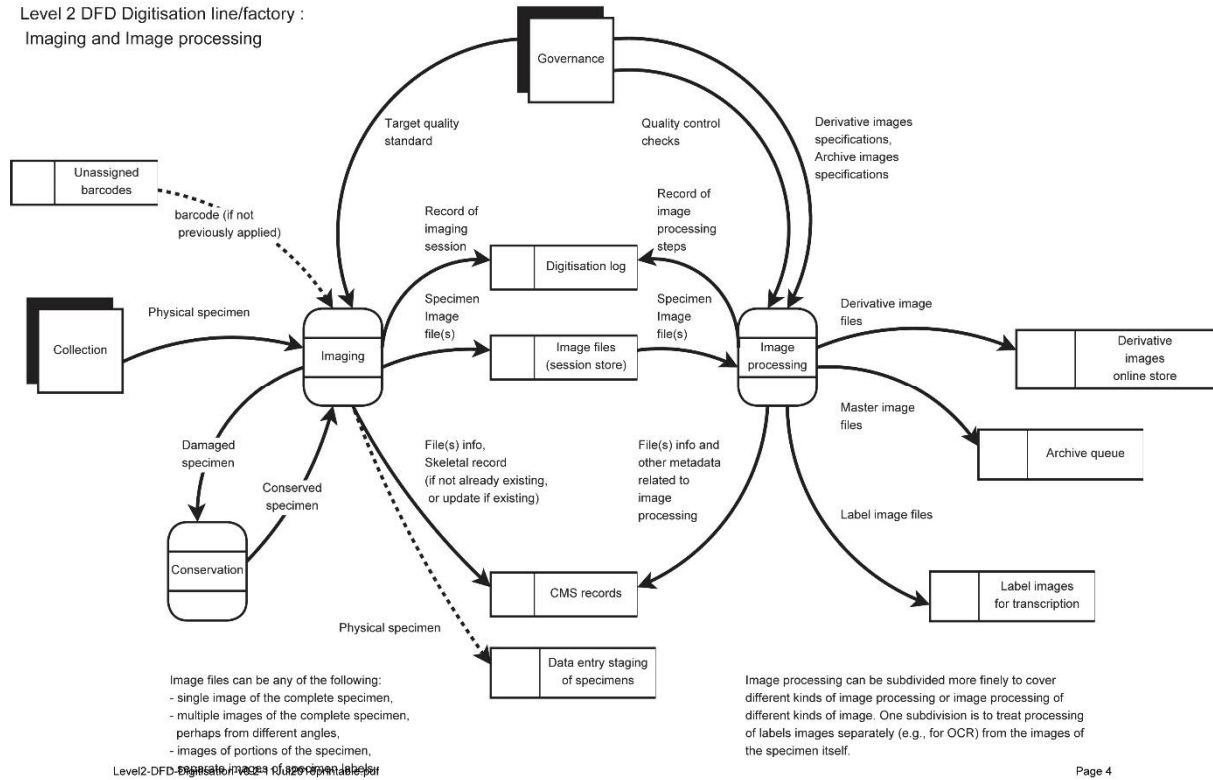 Level 2 DFD Digitisation line/factory :
Imaging and Image processing
Governance
Target quality
standard
Quality control
checks
Derivative images
specifications,
Archive images
specifications
Unassigned
barcodes
barcode (if not
previously applied)
Record of
imaging
session
Record of
image
processing
steps
Digitisation log
Collection
Physical specimen
Imaging
Specimen
Image
file(s)
Image files
(session store)
Specimen
Image
file(s)
Image
processing
Derivative image
files
Derivative
images
online store
Master image
files
Archive queue
Damaged
specimen
Conserved
specimen
File(s) info,
Skeletal record
(if not already existing,
or update if existing)
File(s) info and
other metadata
related to
image
processing
Label image files
Conservation
CMS records
Label images
for transcription
Physical specimen
Data entry staging
of specimens
Image files can be any of the following:
- single image of the complete specimen,
- multiple images of the complete specimen,
perhaps from different angles,
- images of portions of the specimen,
- separate images of specimen labels
Image processing can be subdivided more finely to cover
different kinds of image processing or image processing of
different kinds of image. One subdivision is to treat processing
of labels images separately (e.g., for OCR) from the images of
the specimen itself.
Page 4